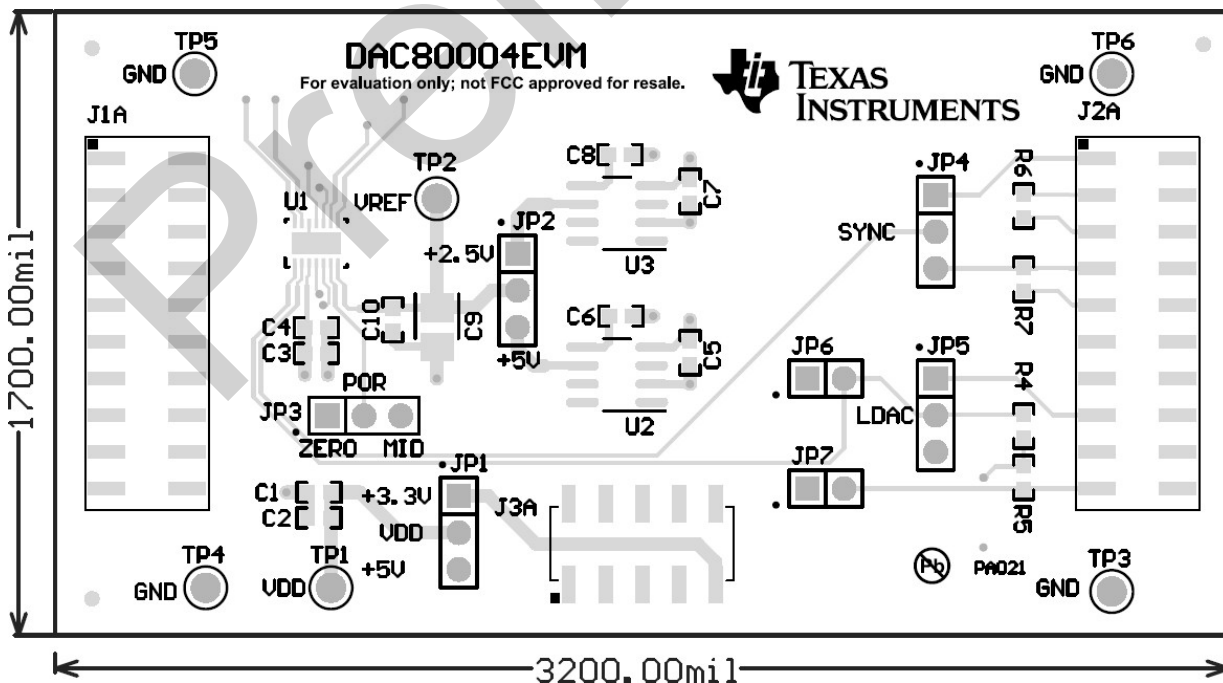 TP5
GND
DAC80004EVM
For evaluation only; not FCC approved for resale.
TEXAS
INSTRUMENTS
TP6
GND
J1A
J2A
TP2
VREF
U1
C8
C7
U3
JP2
+2.5V
+5V
JP4
SYNC
R6
R7
C10
C9
C4
C3
C6
C5
U2
POR
JP3
ZERO
MID
JP6
JP5
LDAC
R4
JP7
R5
JP1
+3.3V
VDD
+5V
C1
C2
J3A
TP4
GND
TP1
VDD
Pb
PA021
TP3
GND
1700.00mil
3200.00mil